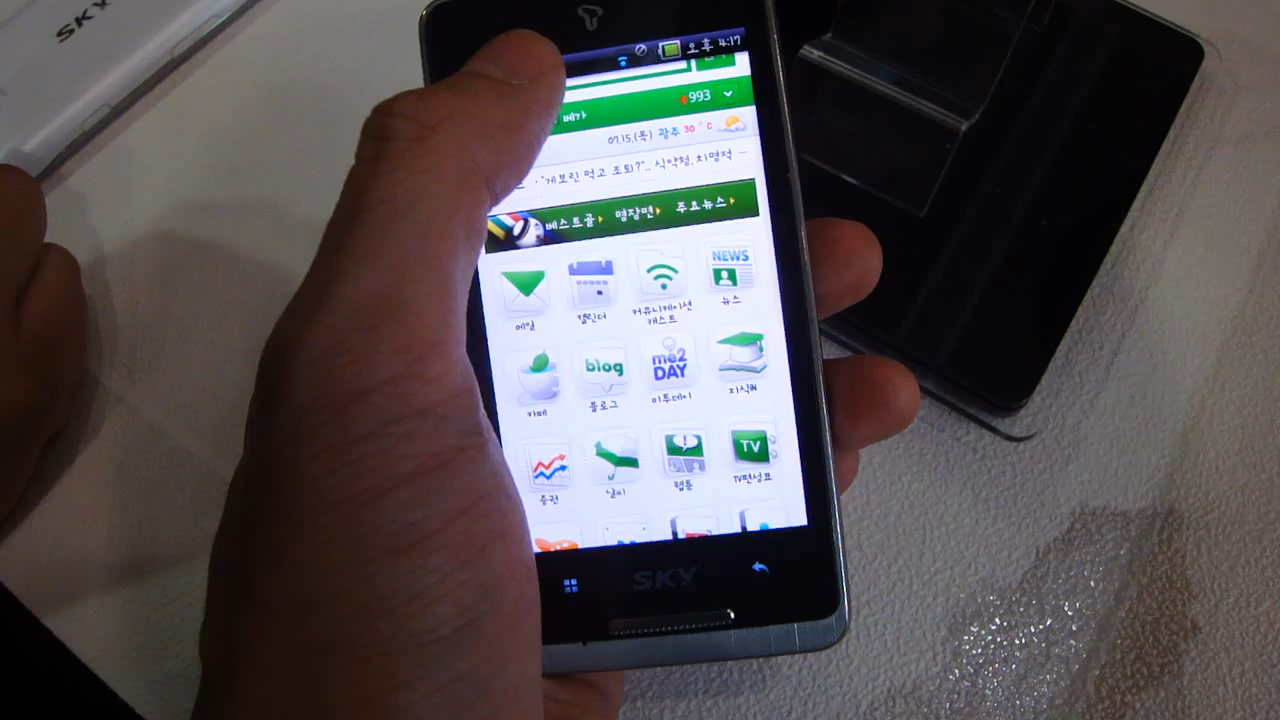 SKY
오후 4:17
베가 993
07.15.(목) 광주 30°C
"게보린 먹고 조퇴?".. 식약청, 치명적 ...
베스트골 명장면 주요뉴스
NEWS
메일 캘린더 커뮤니케이션 캐스트 뉴스
blog me2DAY
카페 블로그 미투데이 지식iN
TV
증권 날씨 웹툰 TV편성표
SKY